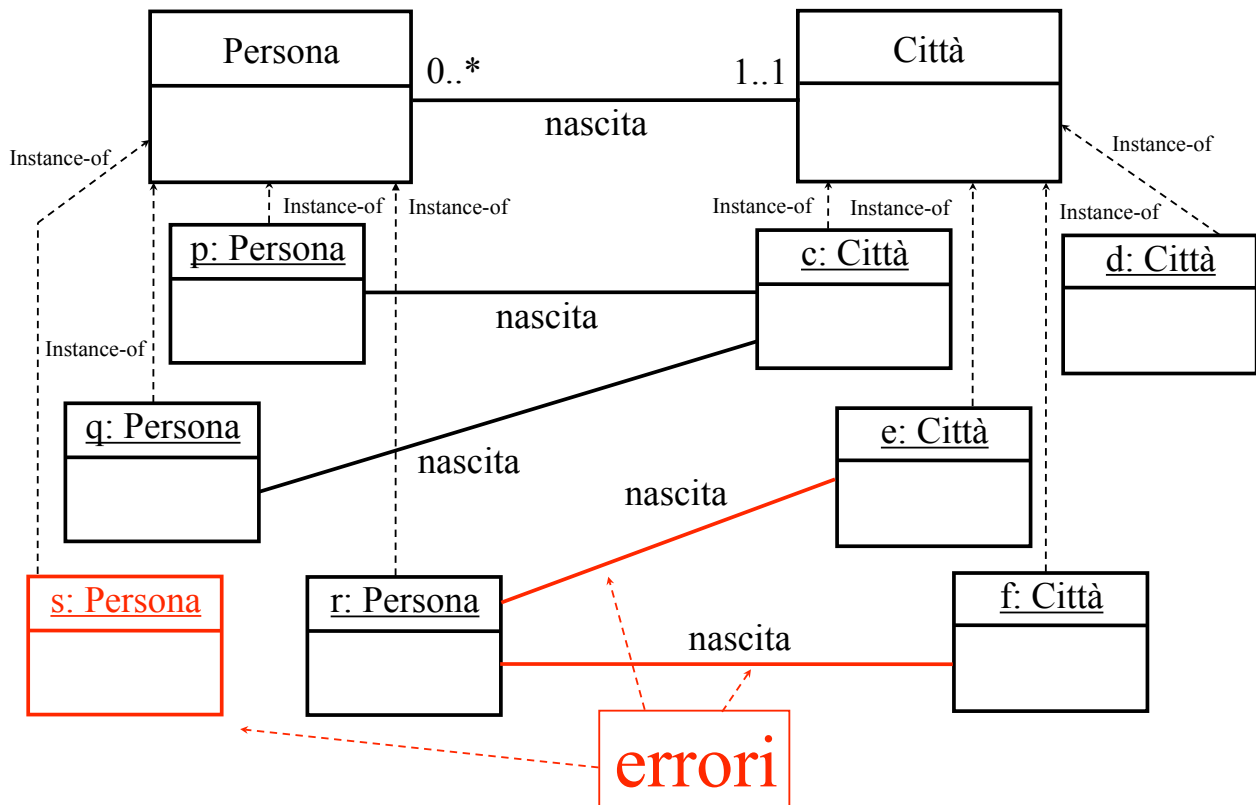 Persona
Città
0..*
1..1
nascita
Instance-of
Instance-of
Instance-of
Instance-of
Instance-of
Instance-of
Instance-of
p: Persona
c: Città
d: Città
nascita
Instance-of
q: Persona
e: Città
nascita
nascita
s: Persona
r: Persona
f: Città
nascita
errori